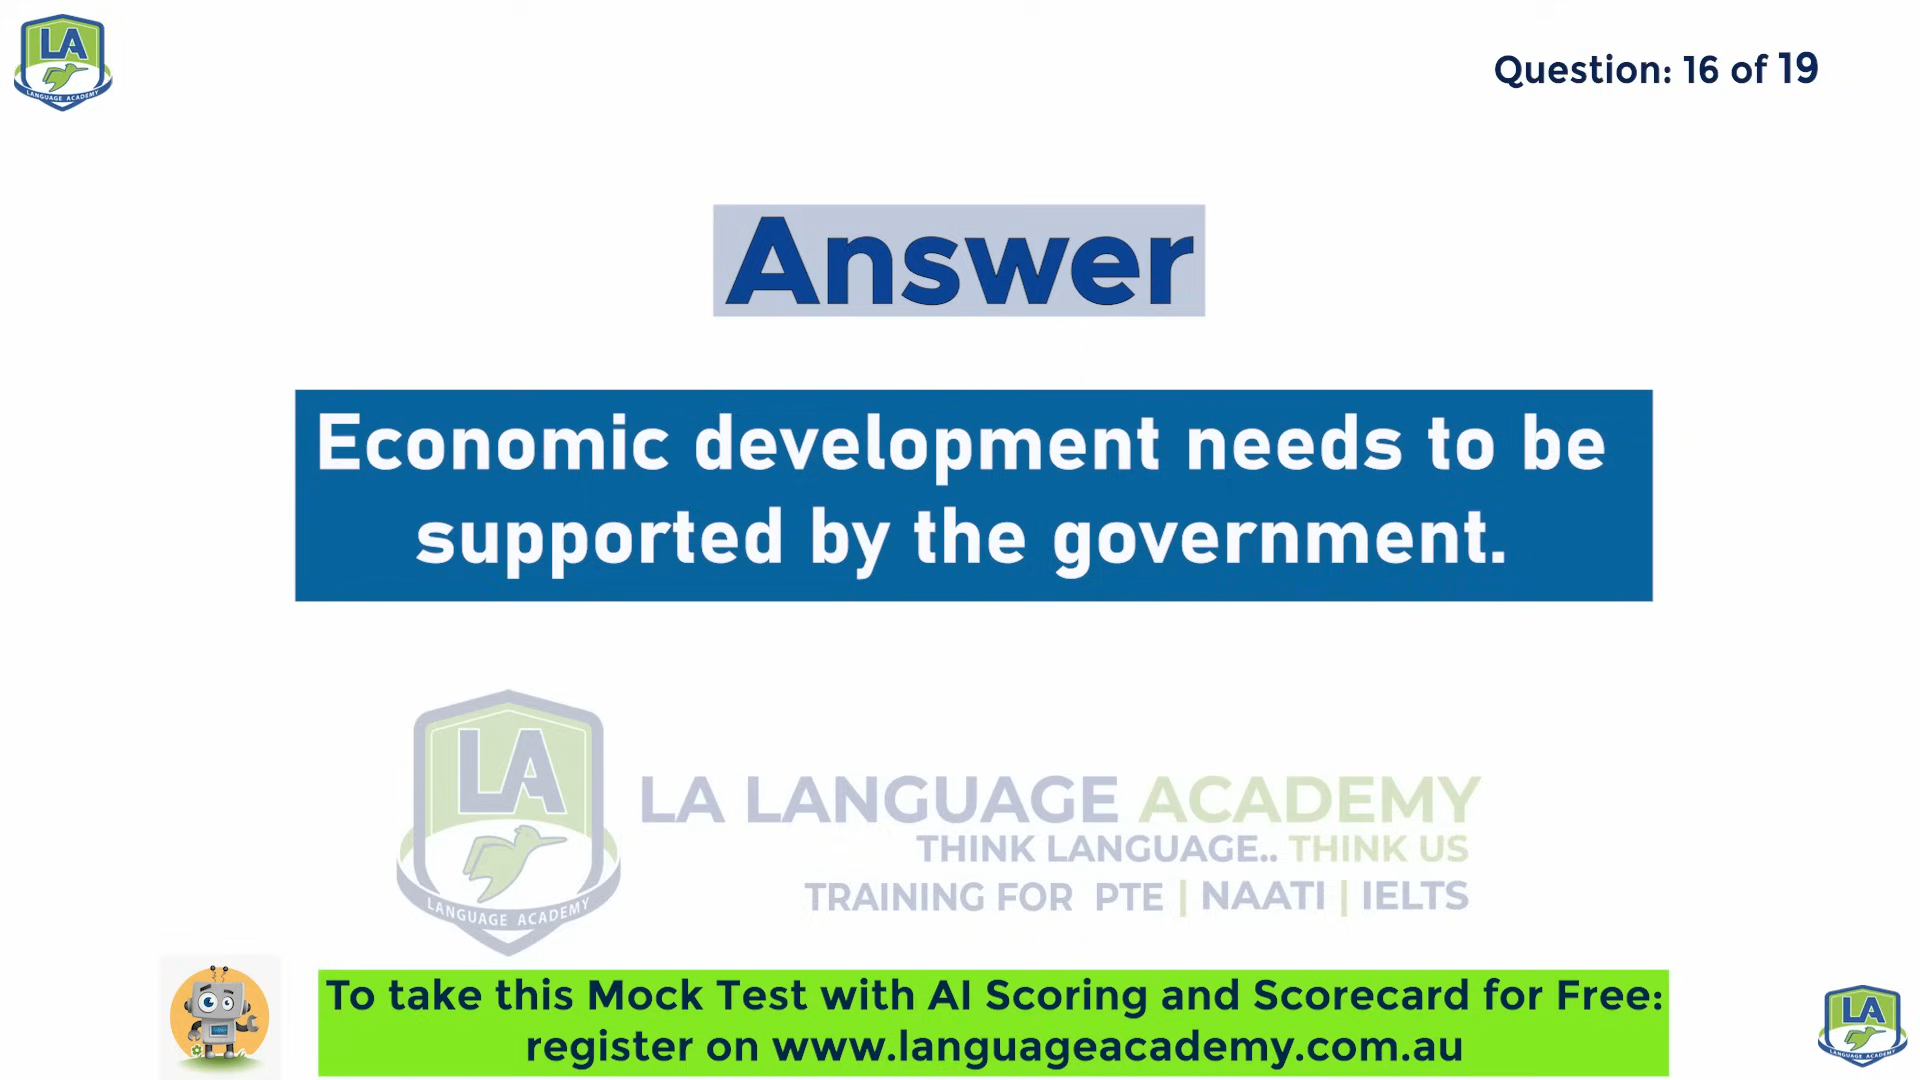 LA
LANGUAGE ACADEMY
Question: 16 of 19
Answer
Economic development needs to be
supported by the government.
LA
LANGUAGE ACADEMY
LA LANGUAGE ACADEMY
THINK LANGUAGE.. THINK US
TRAINING FOR PTE | NAATI | IELTS
To take this Mock Test with AI Scoring and Scorecard for Free:
register on www.languageacademy.com.au
LA
LANGUAGE ACADEMY